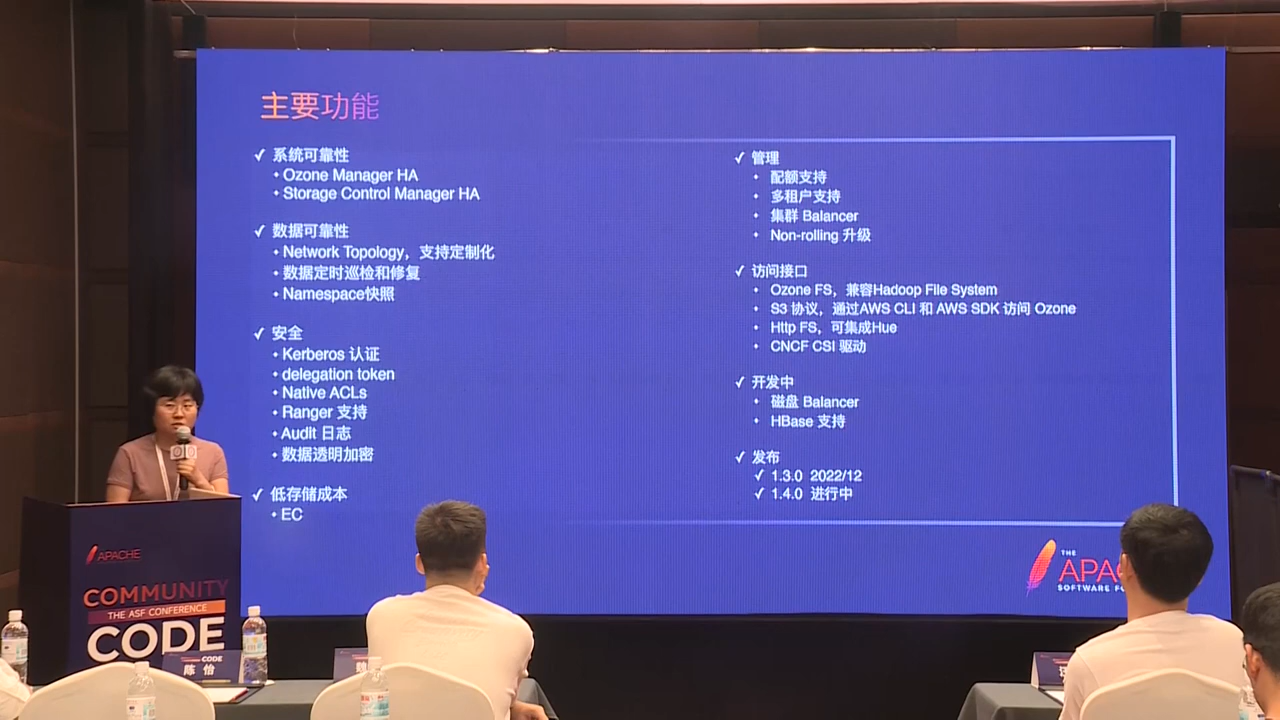 主要功能
✓ 系统可靠性
• Ozone Manager HA
• Storage Control Manager HA
✓ 数据可靠性
• Network Topology，支持定制化
• 数据定时巡检和修复
• Namespace快照
✓ 安全
• Kerberos 认证
• delegation token
• Native ACLs
• Ranger 支持
• Audit 日志
• 数据透明加密
✓ 低存储成本
• EC
✓ 管理
• 配额支持
• 多租户支持
• 集群 Balancer
• Non-rolling 升级
✓ 访问接口
• Ozone FS，兼容Hadoop File System
• S3 协议，通过AWS CLI 和 AWS SDK 访问 Ozone
• Http FS，可集成Hue
• CNCF CSI 驱动
✓ 开发中
• 磁盘 Balancer
• HBase 支持
✓ 发布
✓ 1.3.0 2022/12
✓ 1.4.0 进行中
THE
APAC
SOFTWARE FO
APACHE
COMMUNITY
THE ASF CONFERENCE
CODE
CODE
陈 怡